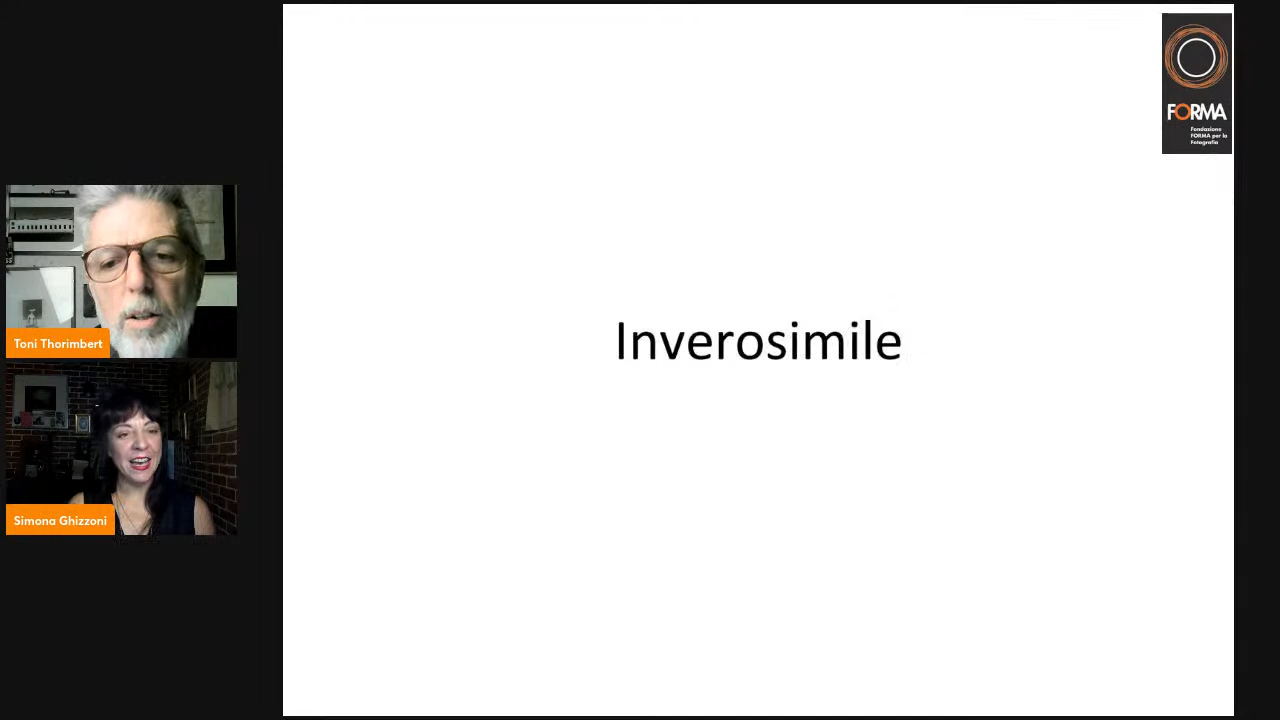 FORMA
Fondazione
FORMA per la
Fotografia
Toni Thorimbert
Inverosimile
Simona Ghizzoni